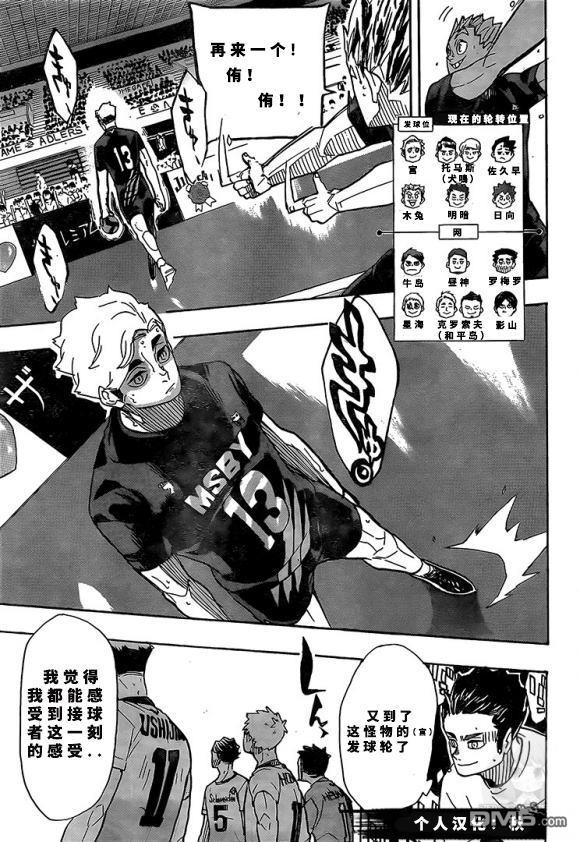 再来一个！
侑！
侑！！
现在的轮转位置
发球位
宫
托马斯
(犬鳴)
佐久早
木兔
明暗
日向
网
牛岛
昼神
罗梅罗
星海
克罗索夫
(和平岛)
影山
ADLERS
13
MSBY
13
又到了
这怪物的(宫)
发球轮了
我觉得
我都能感
受到接球
者这一刻
的感受..
USHIJIMA
11
5
个人汉化：秋